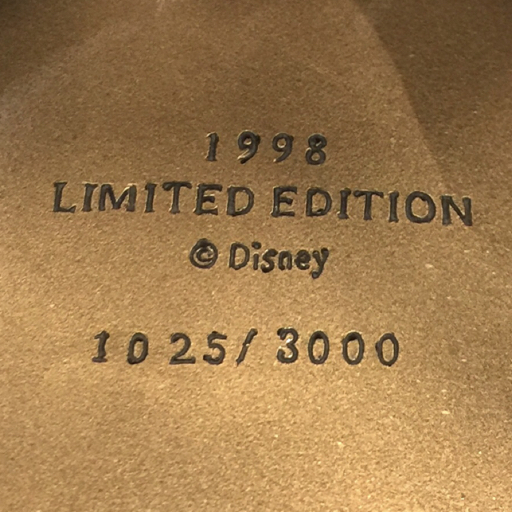 1998
LIMITED EDITION
© Disney
1025/3000